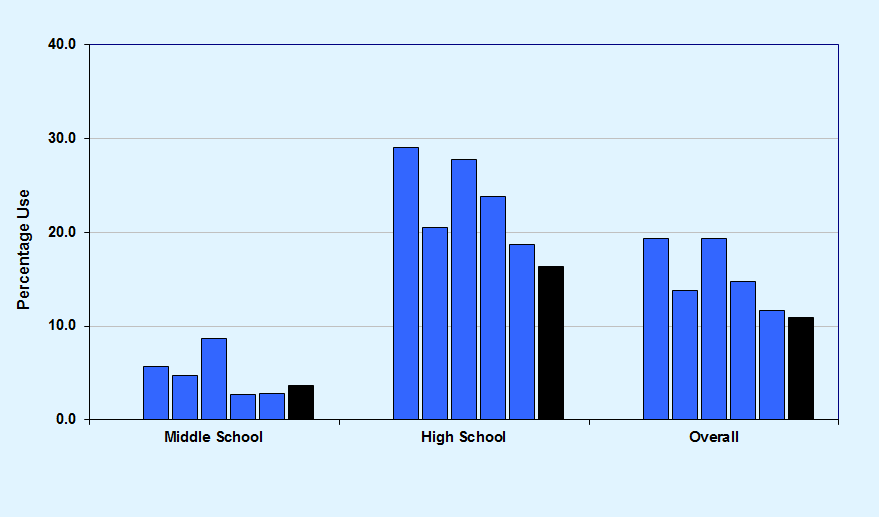 40.0
30.0
20.0
10.0
0.0
Percentage Use
Middle School
High School
Overall